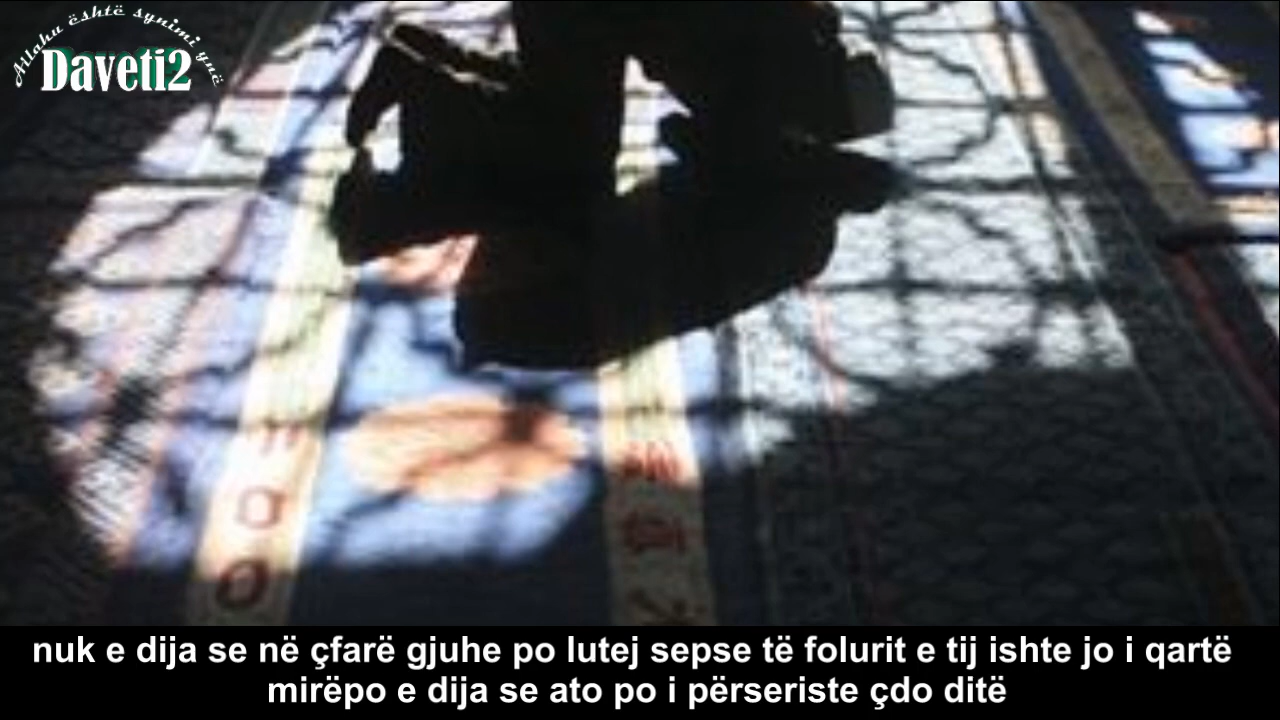 Allahu është synimi ynë
Daveti2
nuk e dija se në çfarë gjuhe po lutej sepse të folurit e tij ishte jo i qartë
mirëpo e dija se ato po i përseriste çdo ditë